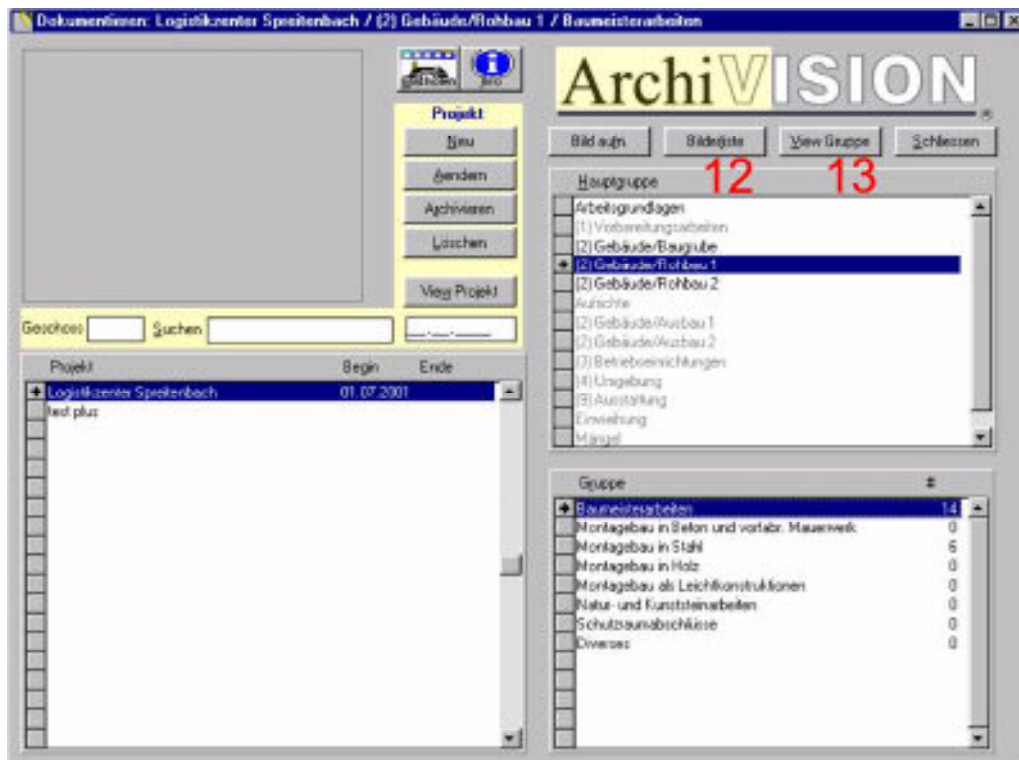 Dokumentieren: Logistikzenter Spreitenbach / (2) Gebäude/Rohbau 1 / Baumeisterarbeiten
Info
ArchiVISION
®
Projekt
Neu
Aendern
Archivieren
Löschen
View Projekt
Bild aufn.
Bilderliste
View Gruppe
Schliessen
12
13
Hauptgruppe
Arbeitsgrundlagen
(1) Vorbereitungsarbeiten
(2) Gebäude/Baugrube
(2) Gebäude/Rohbau 1
(2) Gebäude/Rohbau 2
Aufrichte
(2) Gebäude/Ausbau 1
(2) Gebäude/Ausbau 2
(3) Betriebseinrichtungen
(4) Umgebung
(9) Ausstattung
Einweihung
Mängel
Geschoss
Suchen
__.__.____
Projekt Begin Ende
Logistikzenter Spreitenbach 01.07.2001
test plus
Gruppe #
Baumeisterarbeiten 14
Montagebau in Beton und vorfabr. Mauerwerk 0
Montagebau in Stahl 6
Montagebau in Holz 0
Montagebau als Leichtkonstruktionen 0
Natur- und Kunststeinarbeiten 0
Schutzraumabschlüsse 0
Diverses 0